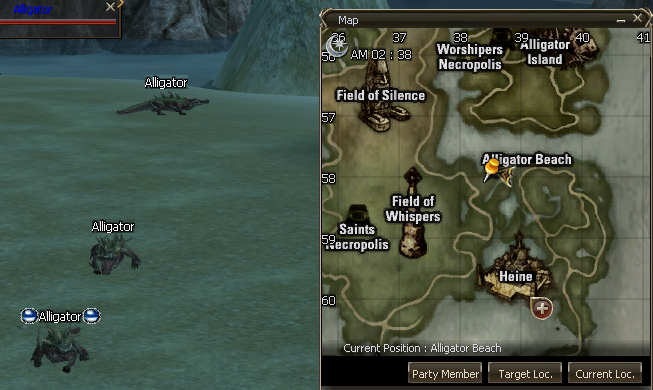 Alligator
Alligator
Alligator
Alligator
Map
36 37 38 39 40 41
56
AM 02 : 38
Worshipers
Necropolis
Alligator
Island
Field of Silence
57
Alligator Beach
58
Field of
Whispers
Saints
Necropolis
59
Heine
60
Current Position : Alligator Beach
Party Member
Target Loc.
Current Loc.